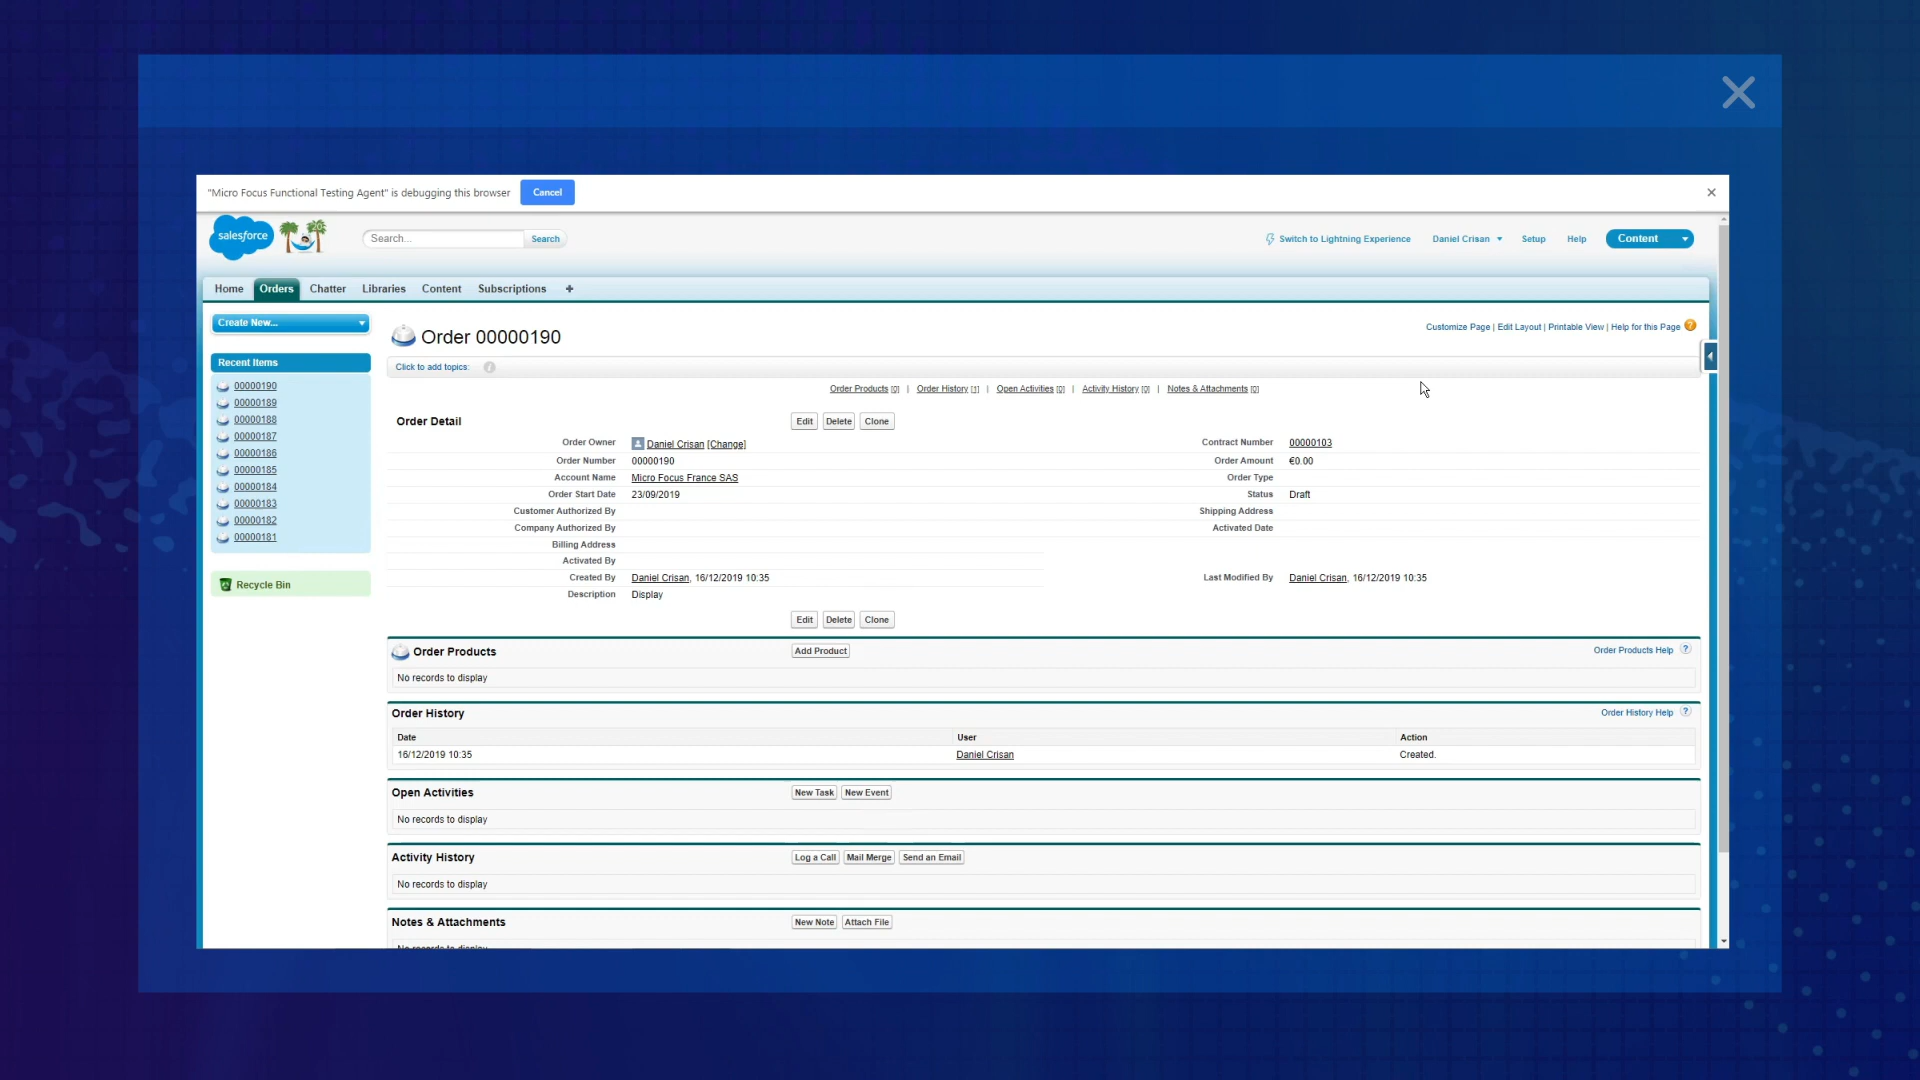 "Micro Focus Functional Testing Agent" is debugging this browser Cancel
salesforce
20
Search... Search
Switch to Lightning Experience Daniel Crisan Setup Help Content
Home Orders Chatter Libraries Content Subscriptions +
Create New...
Recent Items
00000190
00000189
00000188
00000187
00000186
00000185
00000184
00000183
00000182
00000181
Recycle Bin
Order 00000190
Customize Page | Edit Layout | Printable View | Help for this Page ?
Click to add topics: i
Order Products [0] | Order History [1] | Open Activities [0] | Activity History [0] | Notes & Attachments [0]
Order Detail Edit Delete Clone
Order Owner Daniel Crisan [Change] Contract Number 00000103
Order Number 00000190 Order Amount €0.00
Account Name Micro Focus France SAS Order Type
Order Start Date 23/09/2019 Status Draft
Customer Authorized By Shipping Address
Company Authorized By Activated Date
Billing Address
Activated By
Created By Daniel Crisan, 16/12/2019 10:35 Last Modified By Daniel Crisan, 16/12/2019 10:35
Description Display
Edit Delete Clone
Order Products Add Product Order Products Help ?
No records to display
Order History Order History Help ?
Date User Action
16/12/2019 10:35 Daniel Crisan Created.
Open Activities New Task New Event
No records to display
Activity History Log a Call Mail Merge Send an Email
No records to display
Notes & Attachments New Note Attach File
No records to display